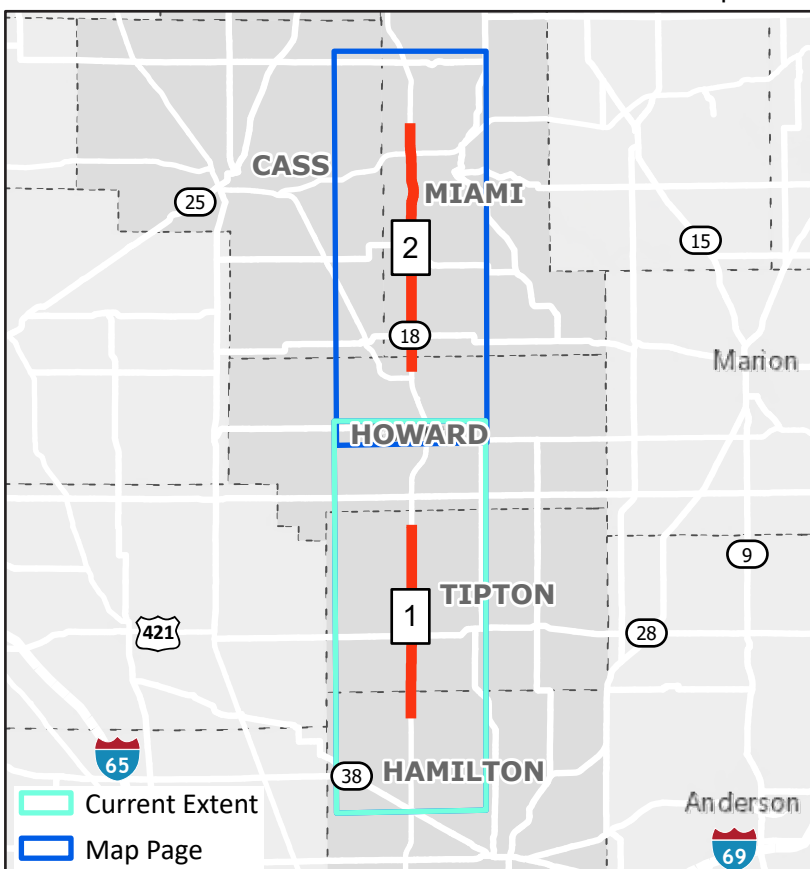 CASS
MIAMI
25
15
2
18
Marion
HOWARD
9
TIPTON
1
421
28
65
38
HAMILTON
Current Extent
Anderson
Map Page
69